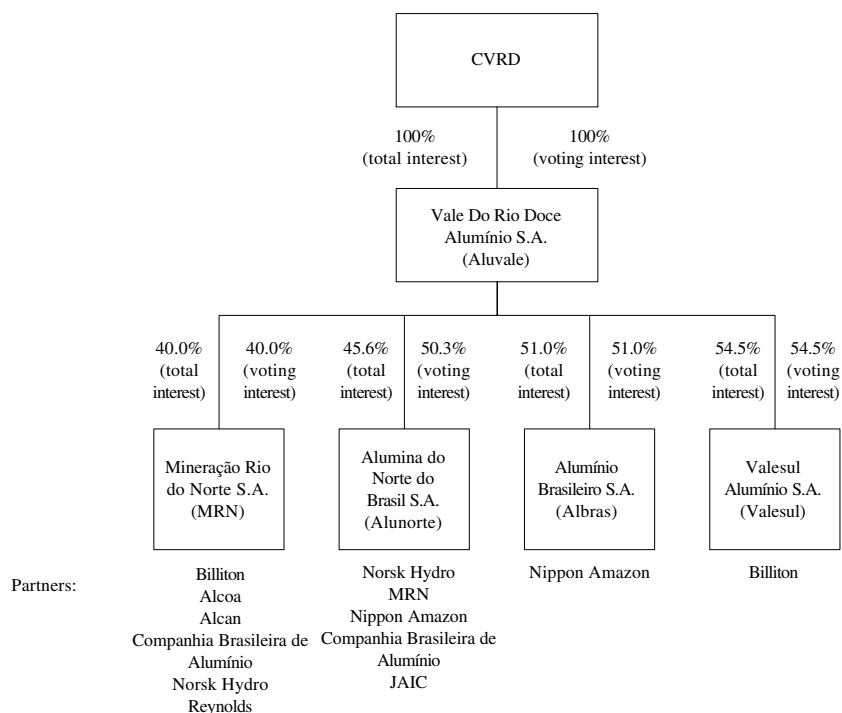 CVRD
100%
(total interest)
100%
(voting interest)
Vale Do Rio Doce
Alumínio S.A.
(Aluvale)
40.0%
(total
interest)
40.0%
(voting
interest)
45.6%
(total
interest)
50.3%
(voting
interest)
51.0%
(total
interest)
51.0%
(voting
interest)
54.5%
(total
interest)
54.5%
(voting
interest)
Mineração Rio
do Norte S.A.
(MRN)
Alumina do
Norte do
Brasil S.A.
(Alunorte)
Alumínio
Brasileiro S.A.
(Albras)
Valesul
Alumínio S.A.
(Valesul)
Partners:
Billiton
Alcoa
Alcan
Companhia Brasileira de
Alumínio
Norsk Hydro
Reynolds
Norsk Hydro
MRN
Nippon Amazon
Companhia Brasileira de
Alumínio
JAIC
Nippon Amazon
Billiton